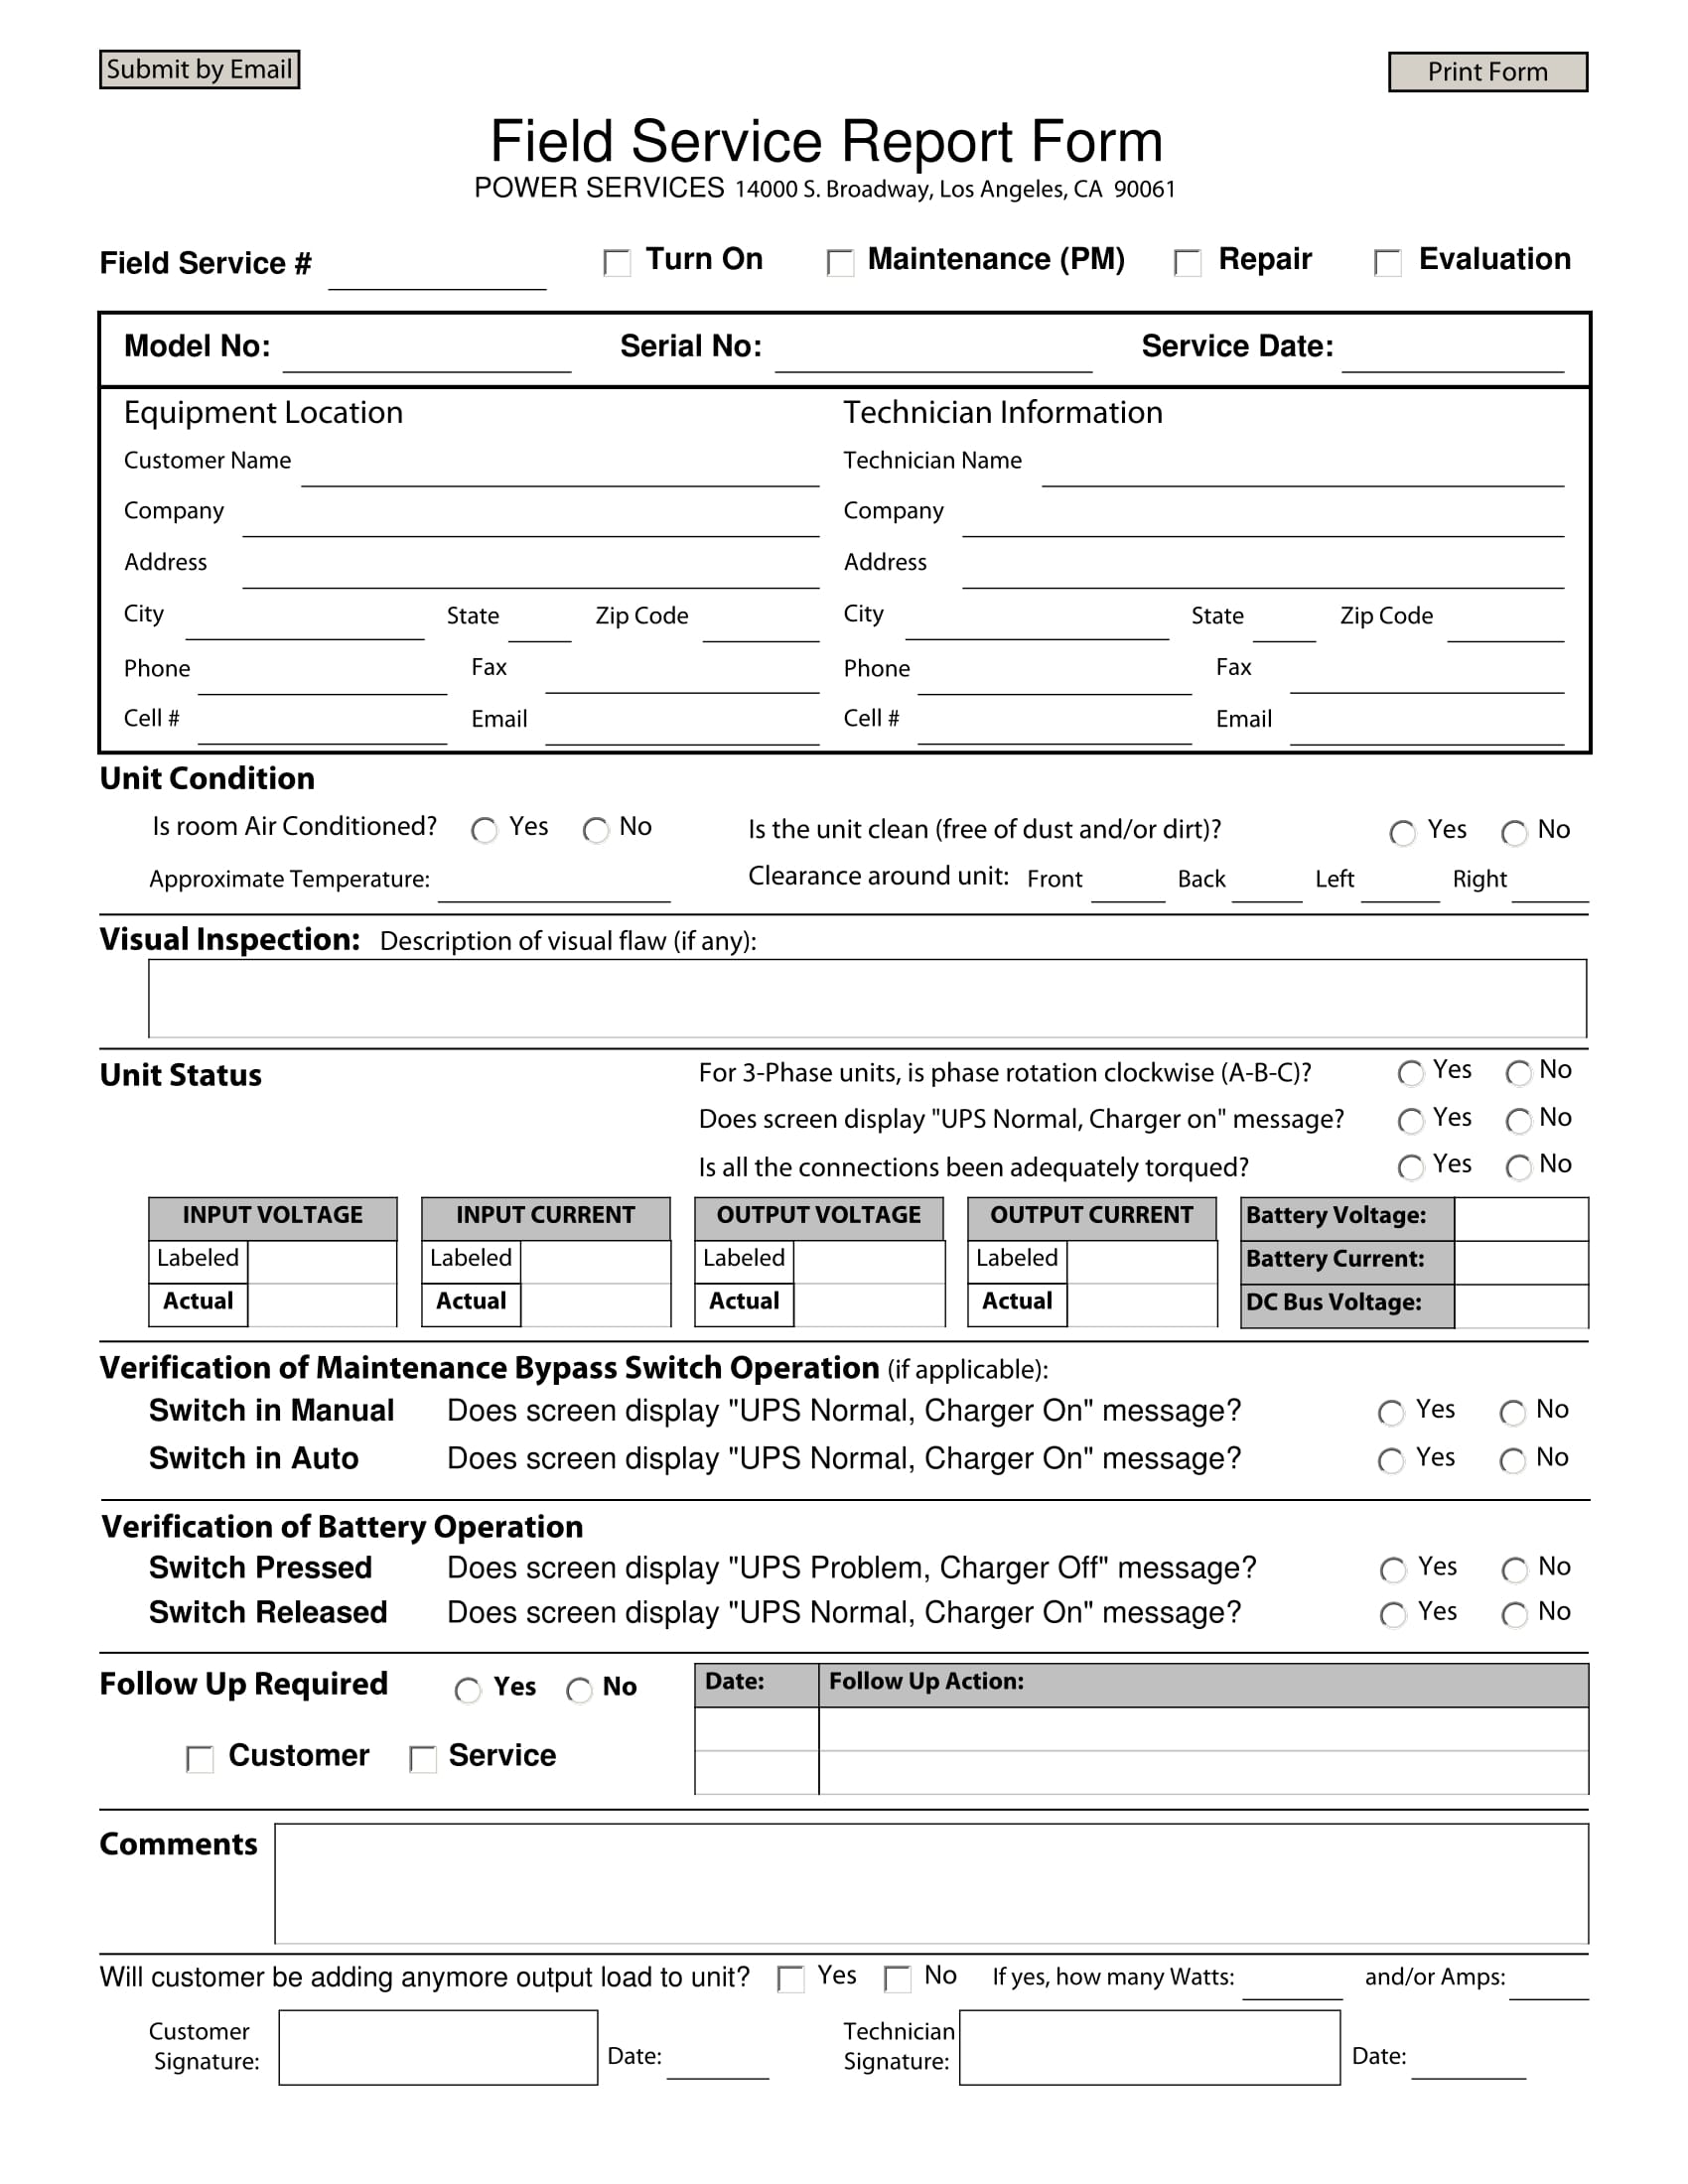 Submit by Email Print Form
Field Service Report Form
POWER SERVICES 14000 S. Broadway, Los Angeles, CA 90061
Field Service # Turn On Maintenance (PM) Repair Evaluation
Model No: Serial No: Service Date:
Equipment Location Technician Information
Customer Name Technician Name
Company Company
Address Address
City State Zip Code City State Zip Code
Phone Fax Phone Fax
Cell # Email Cell # Email
Unit Condition
Is room Air Conditioned? Yes No Is the unit clean (free of dust and/or dirt)? Yes No
Approximate Temperature: Clearance around unit: Front Back Left Right
Visual Inspection: Description of visual flaw (if any):
Unit Status For 3-Phase units, is phase rotation clockwise (A-B-C)? Yes No
Does screen display "UPS Normal, Charger on" message? Yes No
Is all the connections been adequately torqued? Yes No
INPUT VOLTAGE INPUT CURRENT OUTPUT VOLTAGE OUTPUT CURRENT Battery Voltage:
Labeled Labeled Labeled Labeled Battery Current:
Actual Actual Actual Actual DC Bus Voltage:
Verification of Maintenance Bypass Switch Operation (if applicable):
Switch in Manual Does screen display "UPS Normal, Charger On" message? Yes No
Switch in Auto Does screen display "UPS Normal, Charger On" message? Yes No
Verification of Battery Operation
Switch Pressed Does screen display "UPS Problem, Charger Off" message? Yes No
Switch Released Does screen display "UPS Normal, Charger On" message? Yes No
Follow Up Required Yes No Date: Follow Up Action:
Customer Service
Comments
Will customer be adding anymore output load to unit? Yes No If yes, how many Watts: and/or Amps:
Customer Signature: Date: Technician Signature: Date: